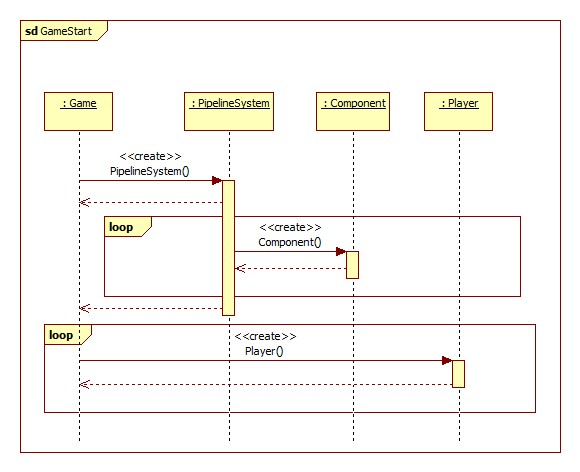 sd GameStart
: Game
: PipelineSystem
: Component
: Player
<<create>>
PipelineSystem()
loop
<<create>>
Component()
loop
<<create>>
Player()